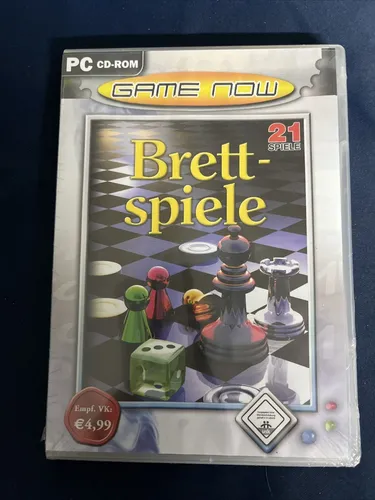 PC CD-ROM
GAME NOW
21
SPIELE
Brett-
spiele
Empf. VK:
€4,99